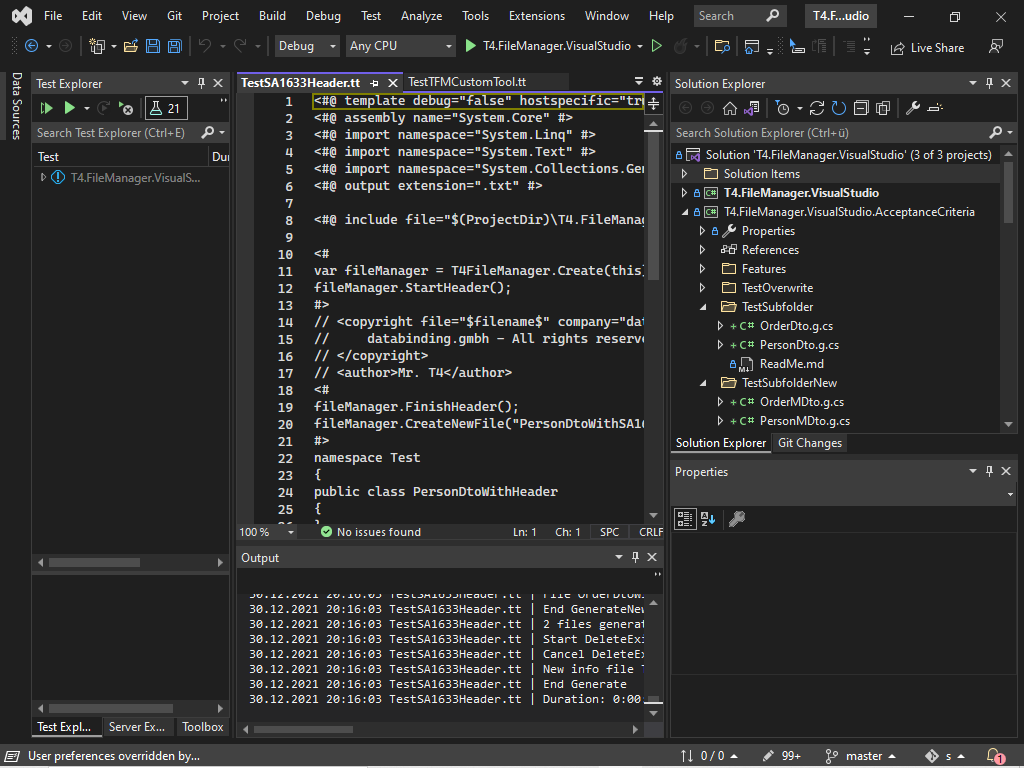 File Edit View Git Project Build Debug Test Analyze Tools Extensions Window Help Search T4.F...udio
Debug Any CPU T4.FileManager.VisualStudio Live Share
Data Sources
Test Explorer
21
Search Test Explorer (Ctrl+E)
Test Du
T4.FileManager.VisualS...
Test Expl... Server Ex... Toolbox
TestSA1633Header.tt TestTFMCustomTool.tt
1 <#@ template debug="false" hostspecific="tr
2 <#@ assembly name="System.Core" #>
3 <#@ import namespace="System.Linq" #>
4 <#@ import namespace="System.Text" #>
5 <#@ import namespace="System.Collections.Ge
6 <#@ output extension=".txt" #>
7
8 <#@ include file="$(ProjectDir)\T4.FileMana
9
10 <#
11 var fileManager = T4FileManager.Create(this)
12 fileManager.StartHeader();
13 #>
14 // <copyright file="$filename$" company="dat
15 //     databinding.gmbh - All rights reserve
16 // </copyright>
17 // <author>Mr. T4</author>
18 <#
19 fileManager.FinishHeader();
20 fileManager.CreateNewFile("PersonDtoWithSA16
21 #>
22 namespace Test
23 {
24 public class PersonDtoWithHeader
25 {
100 % No issues found Ln: 1 Ch: 1 SPC CRLF
Output
30.12.2021 20:16:03 TestSA1633Header.tt | File OrderDtoWi
30.12.2021 20:16:03 TestSA1633Header.tt | End GenerateNew
30.12.2021 20:16:03 TestSA1633Header.tt | 2 files generat
30.12.2021 20:16:03 TestSA1633Header.tt | Start DeleteExi
30.12.2021 20:16:03 TestSA1633Header.tt | Cancel DeleteEx
30.12.2021 20:16:03 TestSA1633Header.tt | New info file T
30.12.2021 20:16:03 TestSA1633Header.tt | End Generate
30.12.2021 20:16:03 TestSA1633Header.tt | Duration: 0:00
Solution Explorer
Search Solution Explorer (Ctrl+ü)
Solution 'T4.FileManager.VisualStudio' (3 of 3 projects)
Solution Items
C# T4.FileManager.VisualStudio
C# T4.FileManager.VisualStudio.AcceptanceCriteria
Properties
References
Features
TestOverwrite
TestSubfolder
+ C# OrderDto.g.cs
+ C# PersonDto.g.cs
M↓ ReadMe.md
TestSubfolderNew
+ C# OrderMDto.g.cs
+ C# PersonMDto.g.cs
Solution Explorer Git Changes
Properties
User preferences overridden by... 0 / 0 99+ master s 1